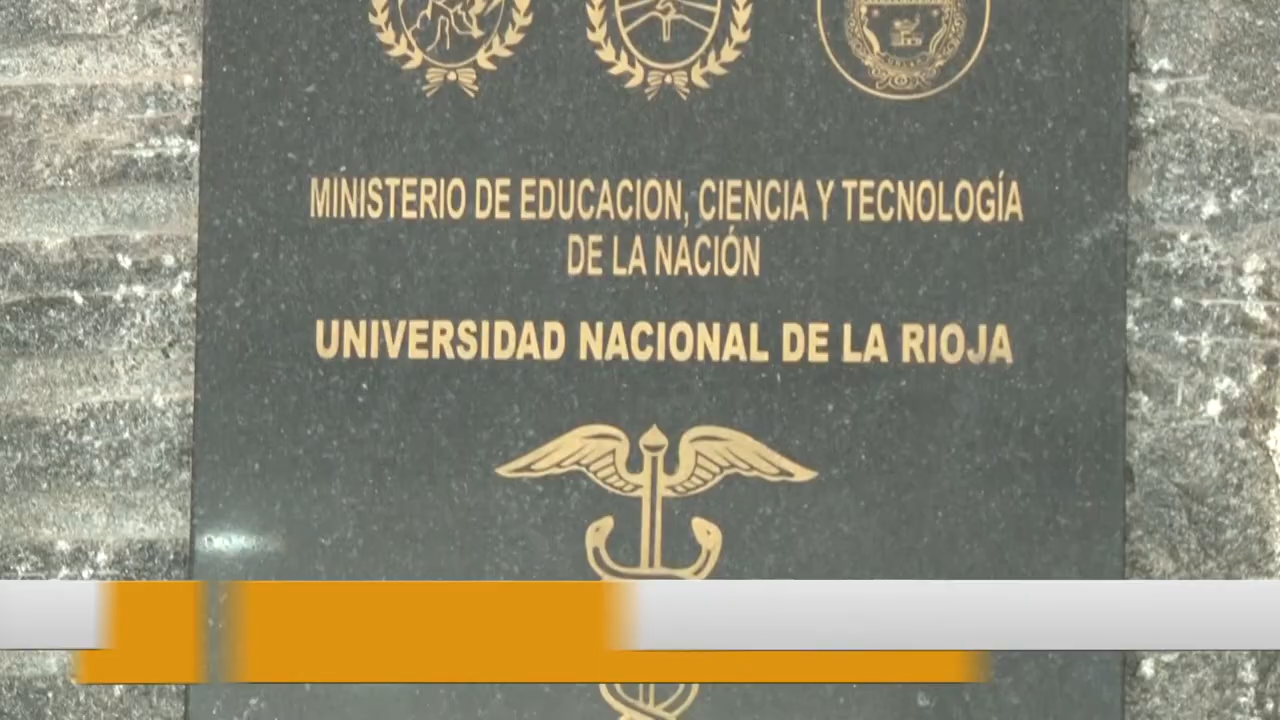 MINISTERIO DE EDUCACION, CIENCIA Y TECNOLOGÍA
DE LA NACIÓN
UNIVERSIDAD NACIONAL DE LA RIOJA